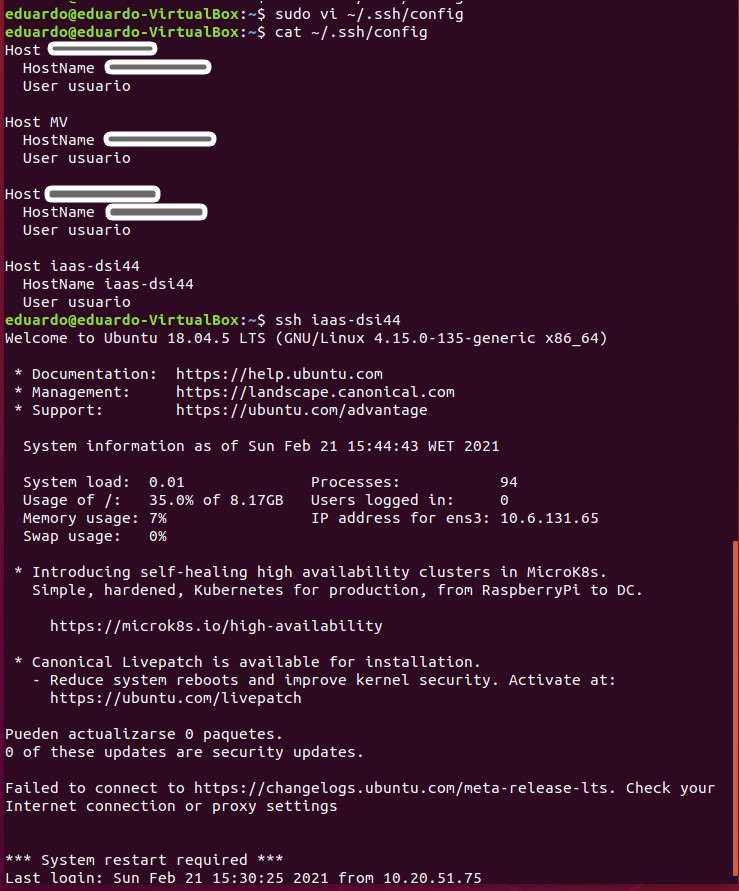 eduardo@eduardo-VirtualBox:~$ sudo vi ~/.ssh/config
eduardo@eduardo-VirtualBox:~$ cat ~/.ssh/config
Host
  HostName
  User usuario

Host MV
  HostName
  User usuario

Host
  HostName
  User usuario

Host iaas-dsi44
  HostName iaas-dsi44
  User usuario
eduardo@eduardo-VirtualBox:~$ ssh iaas-dsi44
Welcome to Ubuntu 18.04.5 LTS (GNU/Linux 4.15.0-135-generic x86_64)

 * Documentation:  https://help.ubuntu.com
 * Management:     https://landscape.canonical.com
 * Support:        https://ubuntu.com/advantage

  System information as of Sun Feb 21 15:44:43 WET 2021

  System load:  0.01              Processes:           94
  Usage of /:   35.0% of 8.17GB   Users logged in:     0
  Memory usage: 7%                IP address for ens3: 10.6.131.65
  Swap usage:   0%

 * Introducing self-healing high availability clusters in MicroK8s.
   Simple, hardened, Kubernetes for production, from RaspberryPi to DC.

     https://microk8s.io/high-availability

 * Canonical Livepatch is available for installation.
   - Reduce system reboots and improve kernel security. Activate at:
     https://ubuntu.com/livepatch

Pueden actualizarse 0 paquetes.
0 of these updates are security updates.

Failed to connect to https://changelogs.ubuntu.com/meta-release-lts. Check your
Internet connection or proxy settings


*** System restart required ***
Last login: Sun Feb 21 15:30:25 2021 from 10.20.51.75